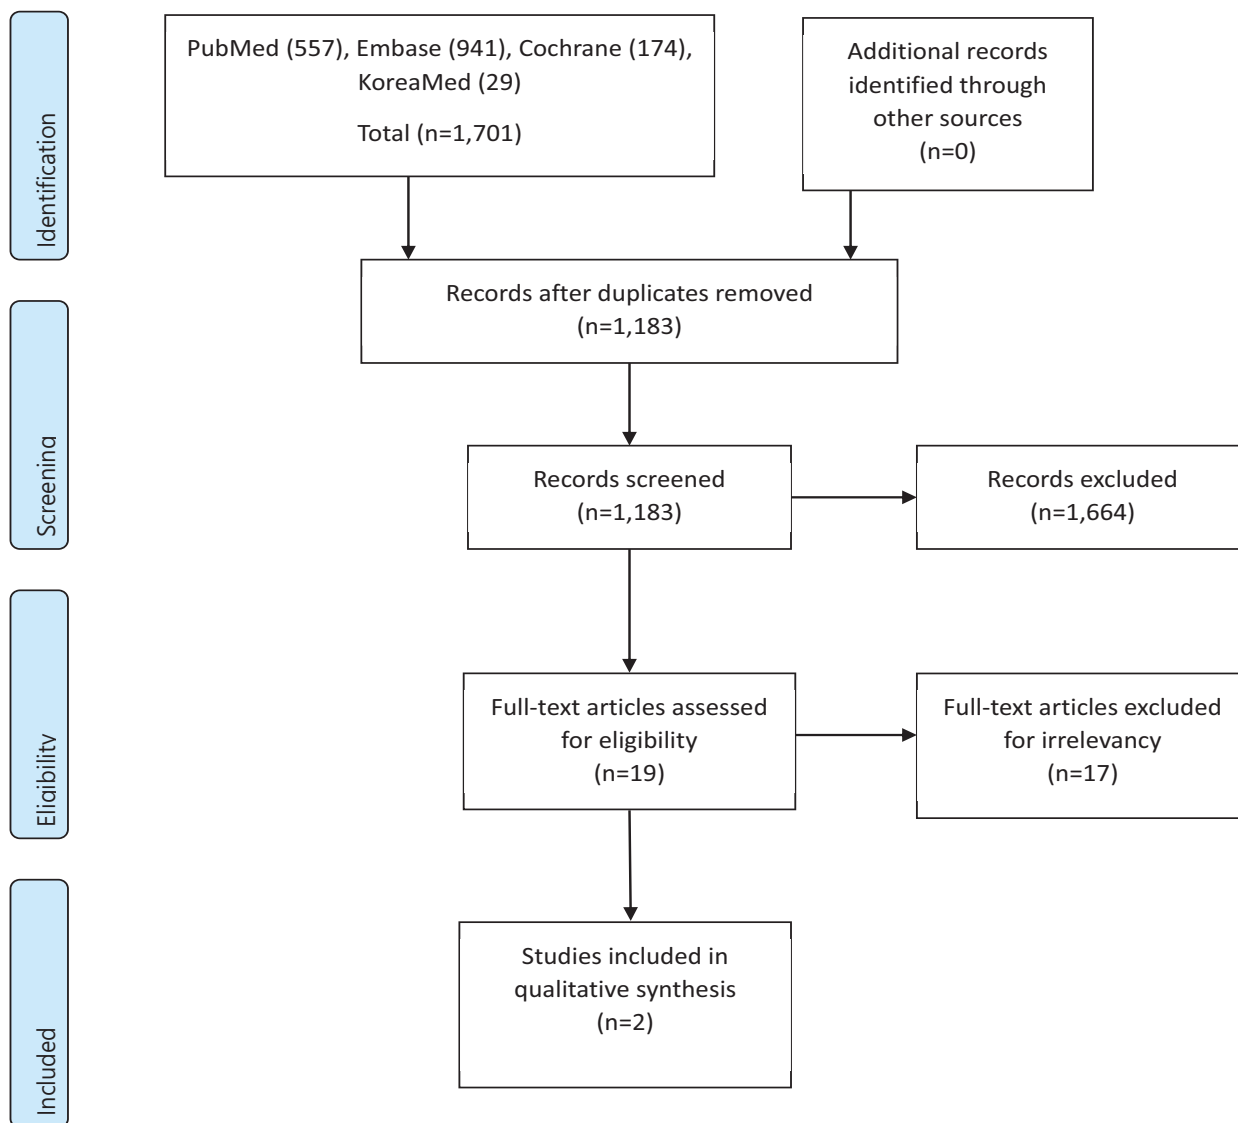 Identification
PubMed (557), Embase (941), Cochrane (174),
KoreaMed (29)
Total (n=1,701)
Additional records
identified through
other sources
(n=0)
Records after duplicates removed
(n=1,183)
Screening
Records screened
(n=1,183)
Records excluded
(n=1,664)
Eligibility
Full-text articles assessed
for eligibility
(n=19)
Full-text articles excluded
for irrelevancy
(n=17)
Included
Studies included in
qualitative synthesis
(n=2)